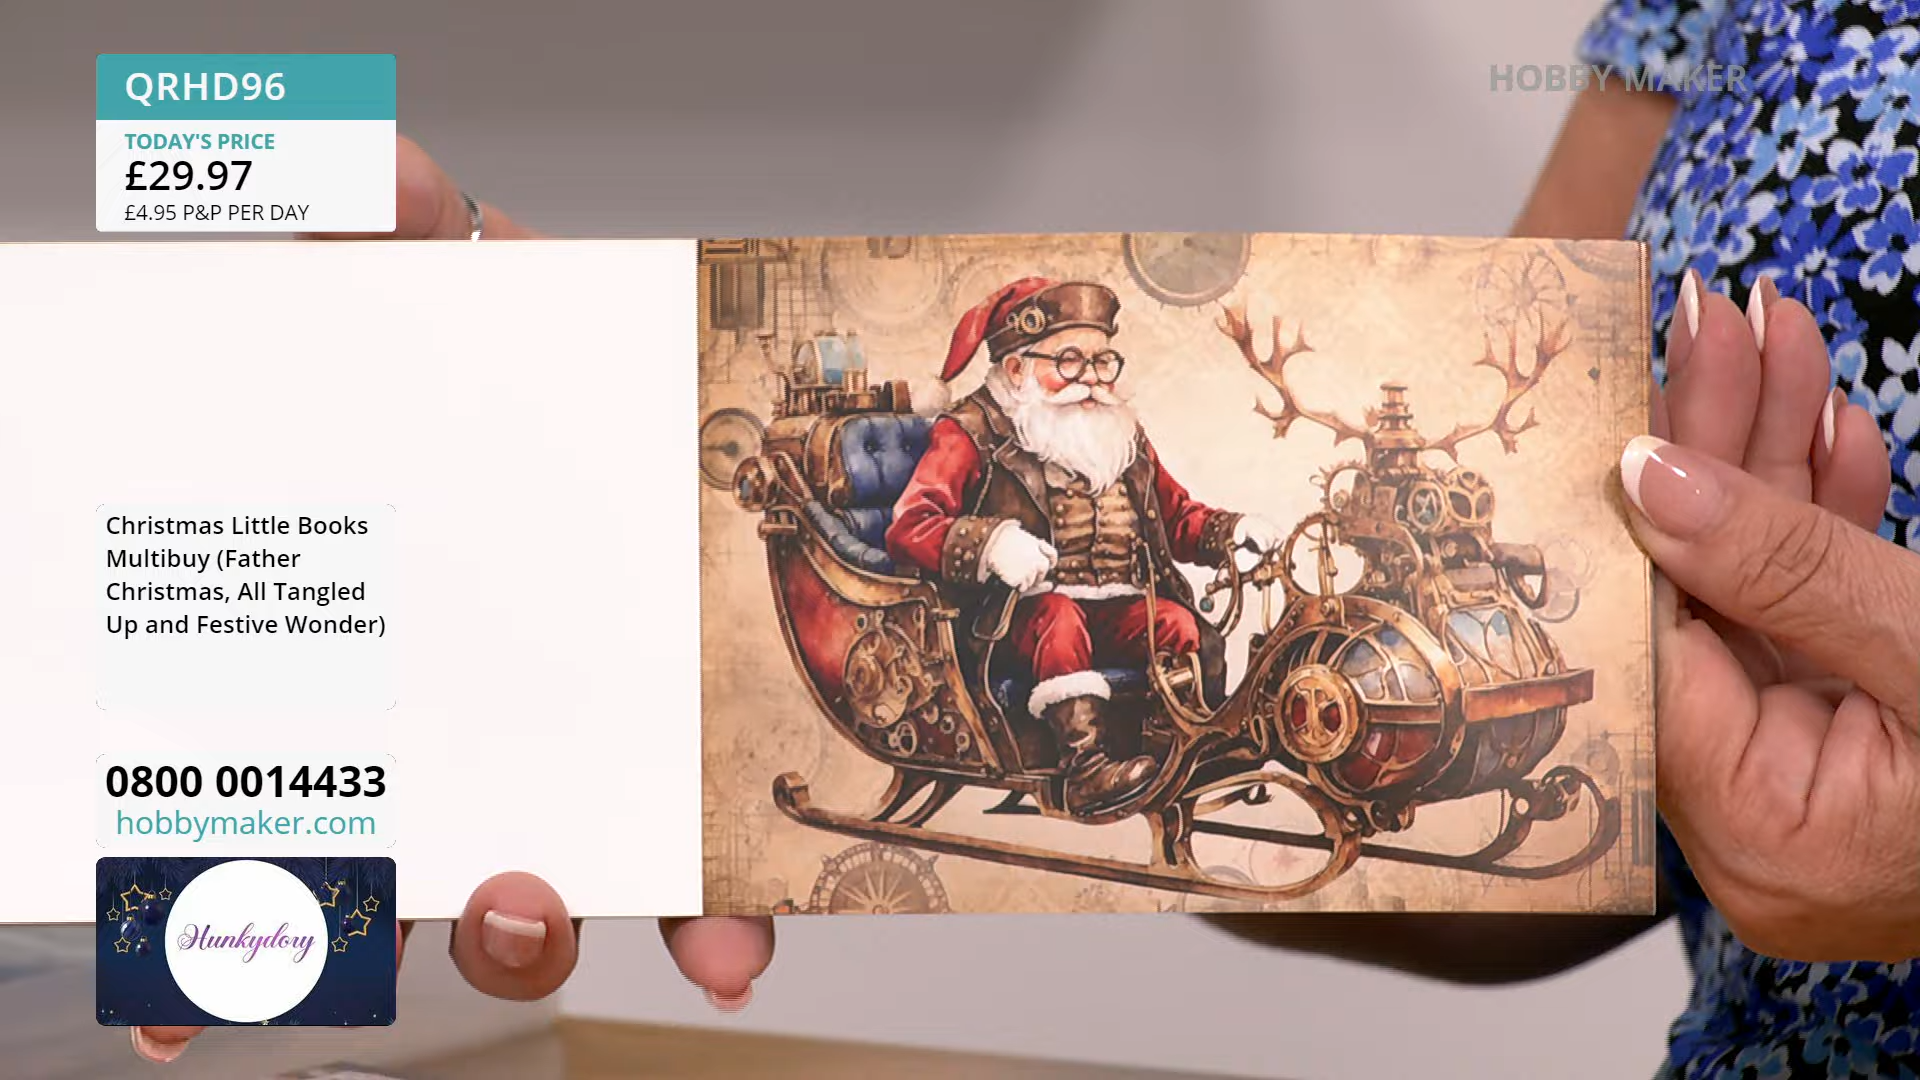 QRHD96
TODAY'S PRICE
£29.97
£4.95 P&P PER DAY
HOBBY MAKER
Christmas Little Books
Multibuy (Father
Christmas, All Tangled
Up and Festive Wonder)
0800 0014433
hobbymaker.com
Hunkydory